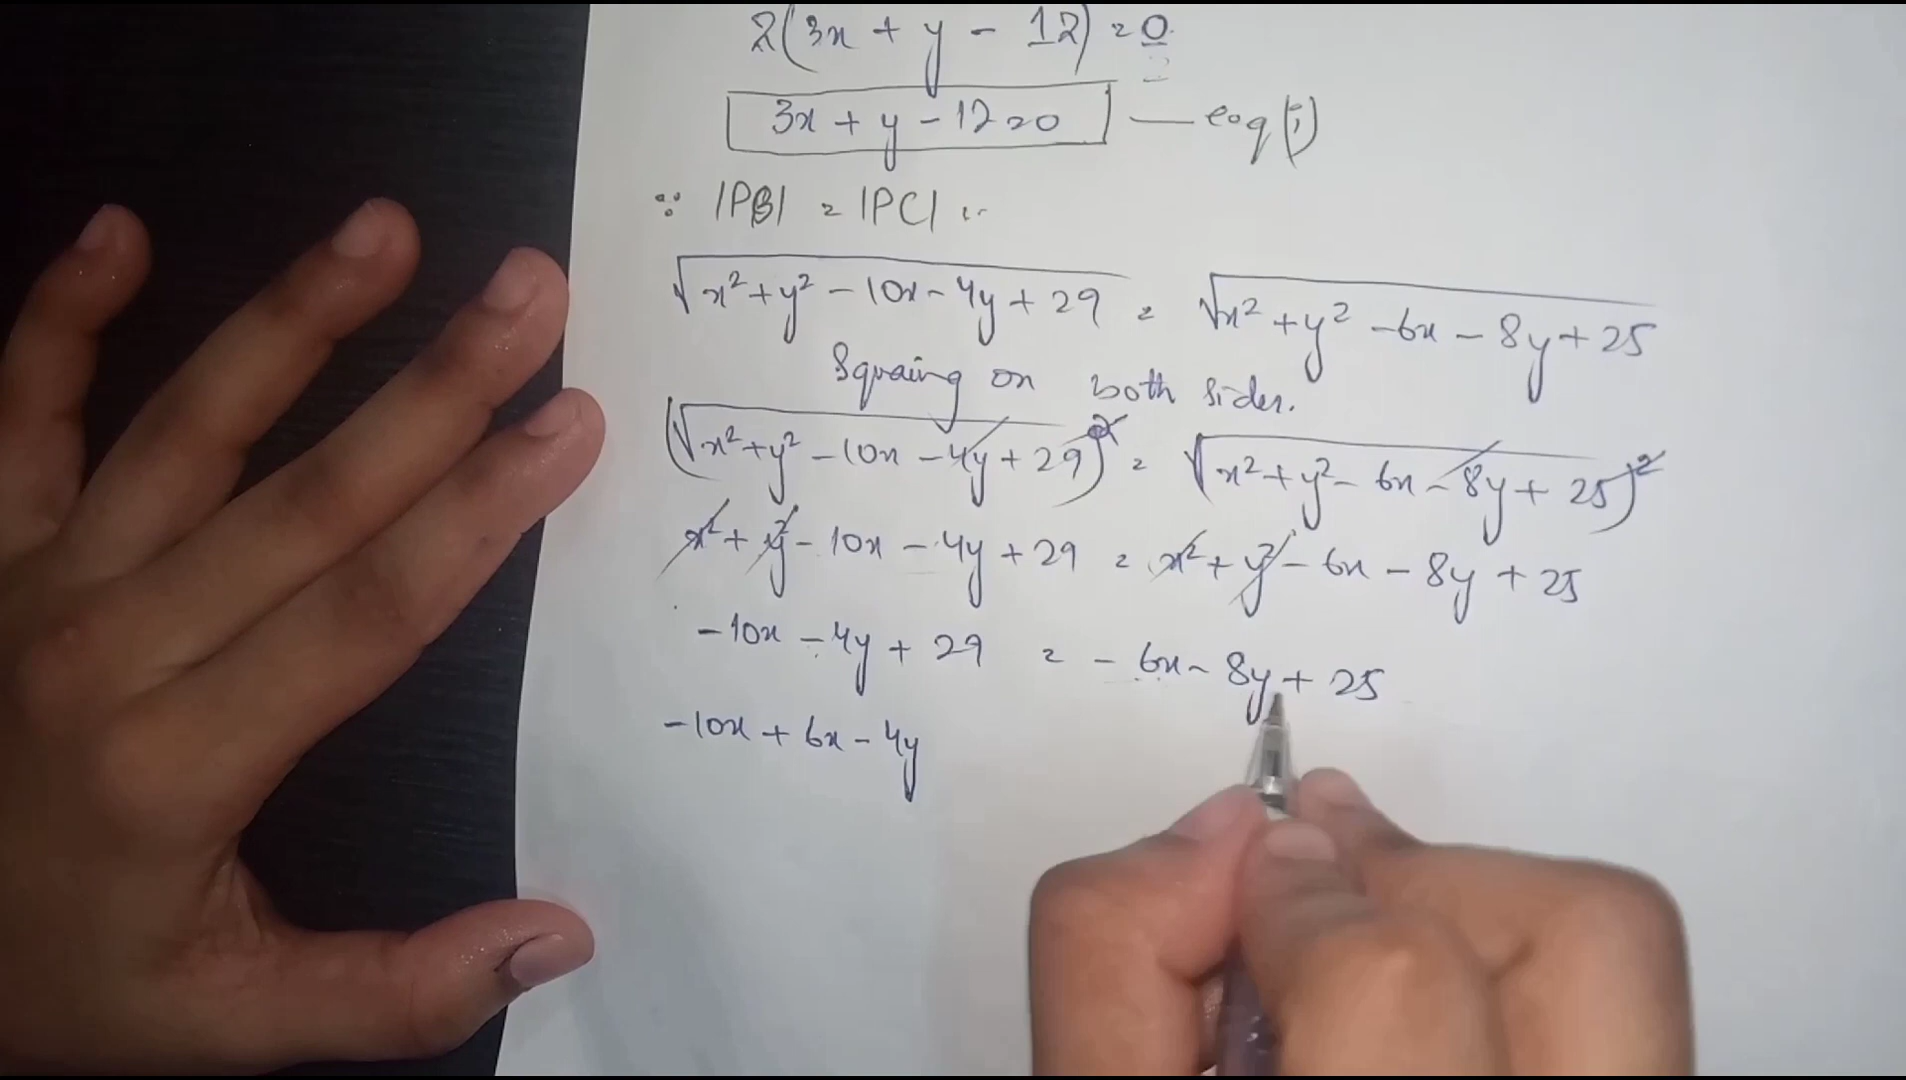 2(3x + y - 12) = 0
3x + y - 12 = 0 — eq(i)
∵ |PB| = |PC| ..
√x² + y² - 10x - 4y + 29 = √x² + y² - 6x - 8y + 25
Squaing on both sides.
(√x² + y² - 10x - 4y + 29)² = √x² + y² - 6x - 8y + 25)²
x² + y² - 10x - 4y + 29 = x² + y² - 6x - 8y + 25
- 10x - 4y + 29 = - 6x - 8y + 25
- 10x + 6x - 4y